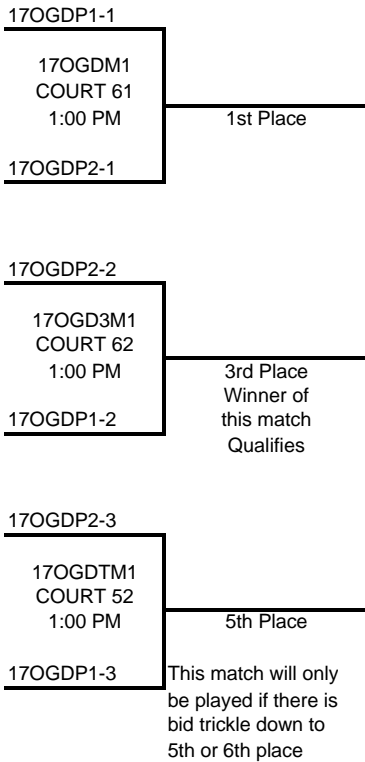 17OGDP1-1
17OGDM1
COURT 61
1:00 PM
1st Place
17OGDP2-1
17OGDP2-2
17OGD3M1
COURT 62
1:00 PM
3rd Place
Winner of
17OGDP1-2
this match
Qualifies
17OGDP2-3
17OGDTM1
COURT 52
1:00 PM
5th Place
17OGDP1-3
This match will only
be played if there is
bid trickle down to
5th or 6th place